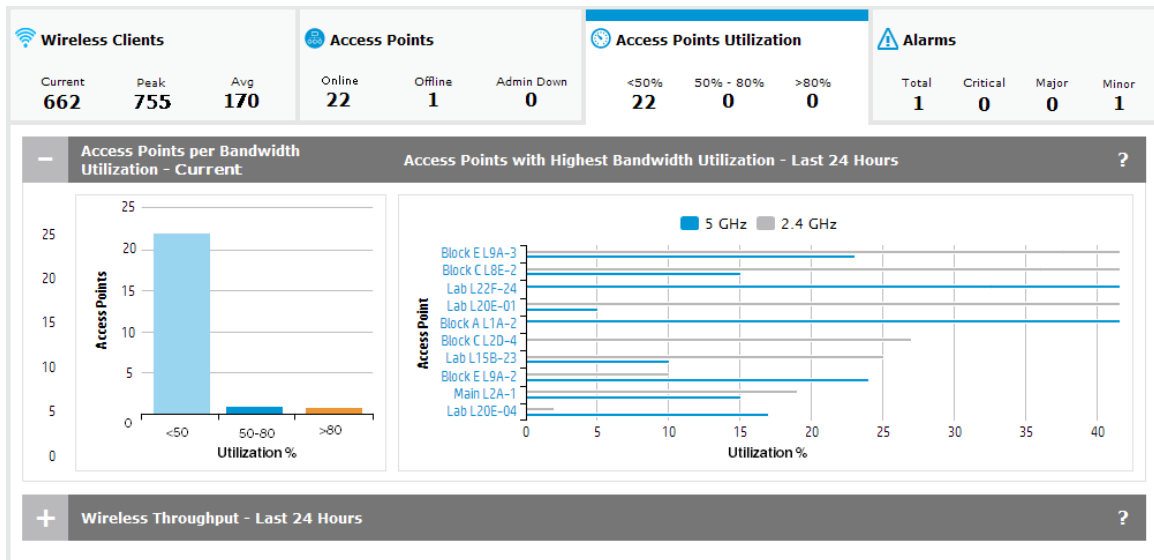 Wireless Clients
Current Peak Avg
662 755 170
Access Points
Online Offline Admin Down
22 1 0
Access Points Utilization
<50% 50% - 80% >80%
22 0 0
Alarms
Total Critical Major Minor
1 0 0 1
− Access Points per Bandwidth
Utilization - Current
Access Points with Highest Bandwidth Utilization - Last 24 Hours ?
25
20
15
10
5
0
Access Points
25
20
15
10
5
0
<50 50-80 >80
Utilization %
5 GHz 2.4 GHz
Access Point
Block E L9A-3
Block C L8E-2
Lab L22F-24
Lab L20E-01
Block A L1A-2
Block C L2D-4
Lab L15B-23
Block E L9A-2
Main L2A-1
Lab L20E-04
0 5 10 15 20 25 30 35 40
Utilization %
+ Wireless Throughput - Last 24 Hours ?